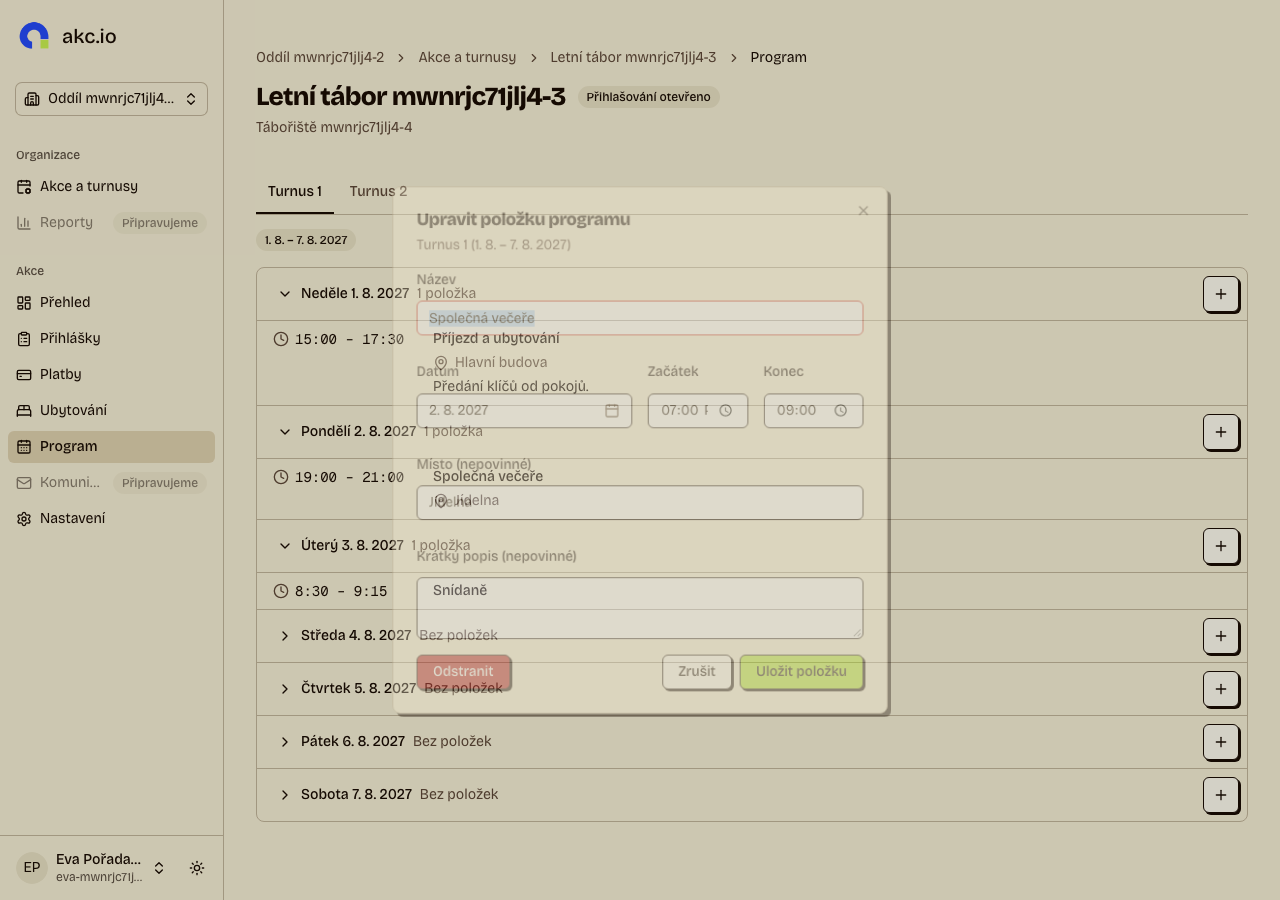 akc.io
Oddíl mwnrjc71jlj4...
Organizace
Akce a turnusy
Reporty
Připravujeme
Akce
Přehled
Přihlášky
Platby
Ubytování
Program
Komuni...
Připravujeme
Nastavení
EP
Eva Pořada...
eva-mwnrjc71j...
Oddíl mwnrjc71jlj4-2 > Akce a turnusy > Letní tábor mwnrjc71jlj4-3 > Program
Letní tábor mwnrjc71jlj4-3
Přihlašování otevřeno
Tábořiště mwnrjc71jlj4-4
Turnus 1
Turnus 2
1. 8. – 7. 8. 2027
Neděle 1. 8. 2027 1 položka
15:00 – 17:30
Příjezd a ubytování
Hlavní budova
Předání klíčů od pokojů.
Pondělí 2. 8. 2027 1 položka
19:00 – 21:00
Společná večeře
Jídelna
Úterý 3. 8. 2027 1 položka
8:30 – 9:15
Snídaně
Středa 4. 8. 2027 Bez položek
Čtvrtek 5. 8. 2027 Bez položek
Pátek 6. 8. 2027 Bez položek
Sobota 7. 8. 2027 Bez položek
Upravit položku programu
Turnus 1 (1. 8. – 7. 8. 2027)
Název
Společná večeře
Datum
Začátek
Konec
2. 8. 2027
07:00
09:00
Místo (nepovinné)
Jídelna
Krátký popis (nepovinné)
Odstranit
Zrušit
Uložit položku